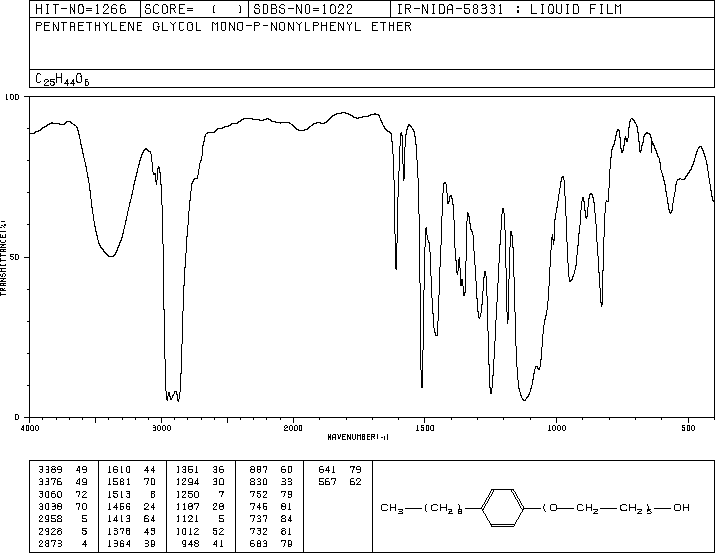 HIT-NO=1266 SCORE= ( ) SDBS-NO=1022 IR-NIDA-58331 : LIQUID FILM
PENTAETHYLENE GLYCOL MONO-P-NONYLPHENYL ETHER
C25H44O6
100
50
0
TRANSMITTANCE(%)
4000 3000 2000 1500 1000 500
WAVENUMBER(-1)
3389 49 1610 44 1361 36 887 60 641 79
3376 49 1581 70 1294 30 830 33 567 62
3060 72 1513 8 1250 7 752 79
3038 70 1456 24 1187 28 746 81
2958 5 1413 64 1121 5 737 84
2926 5 1378 49 1012 52 732 81
2873 4 1364 39 948 41 683 79
CH3 (CH2)8 (O CH2 CH2)5 OH